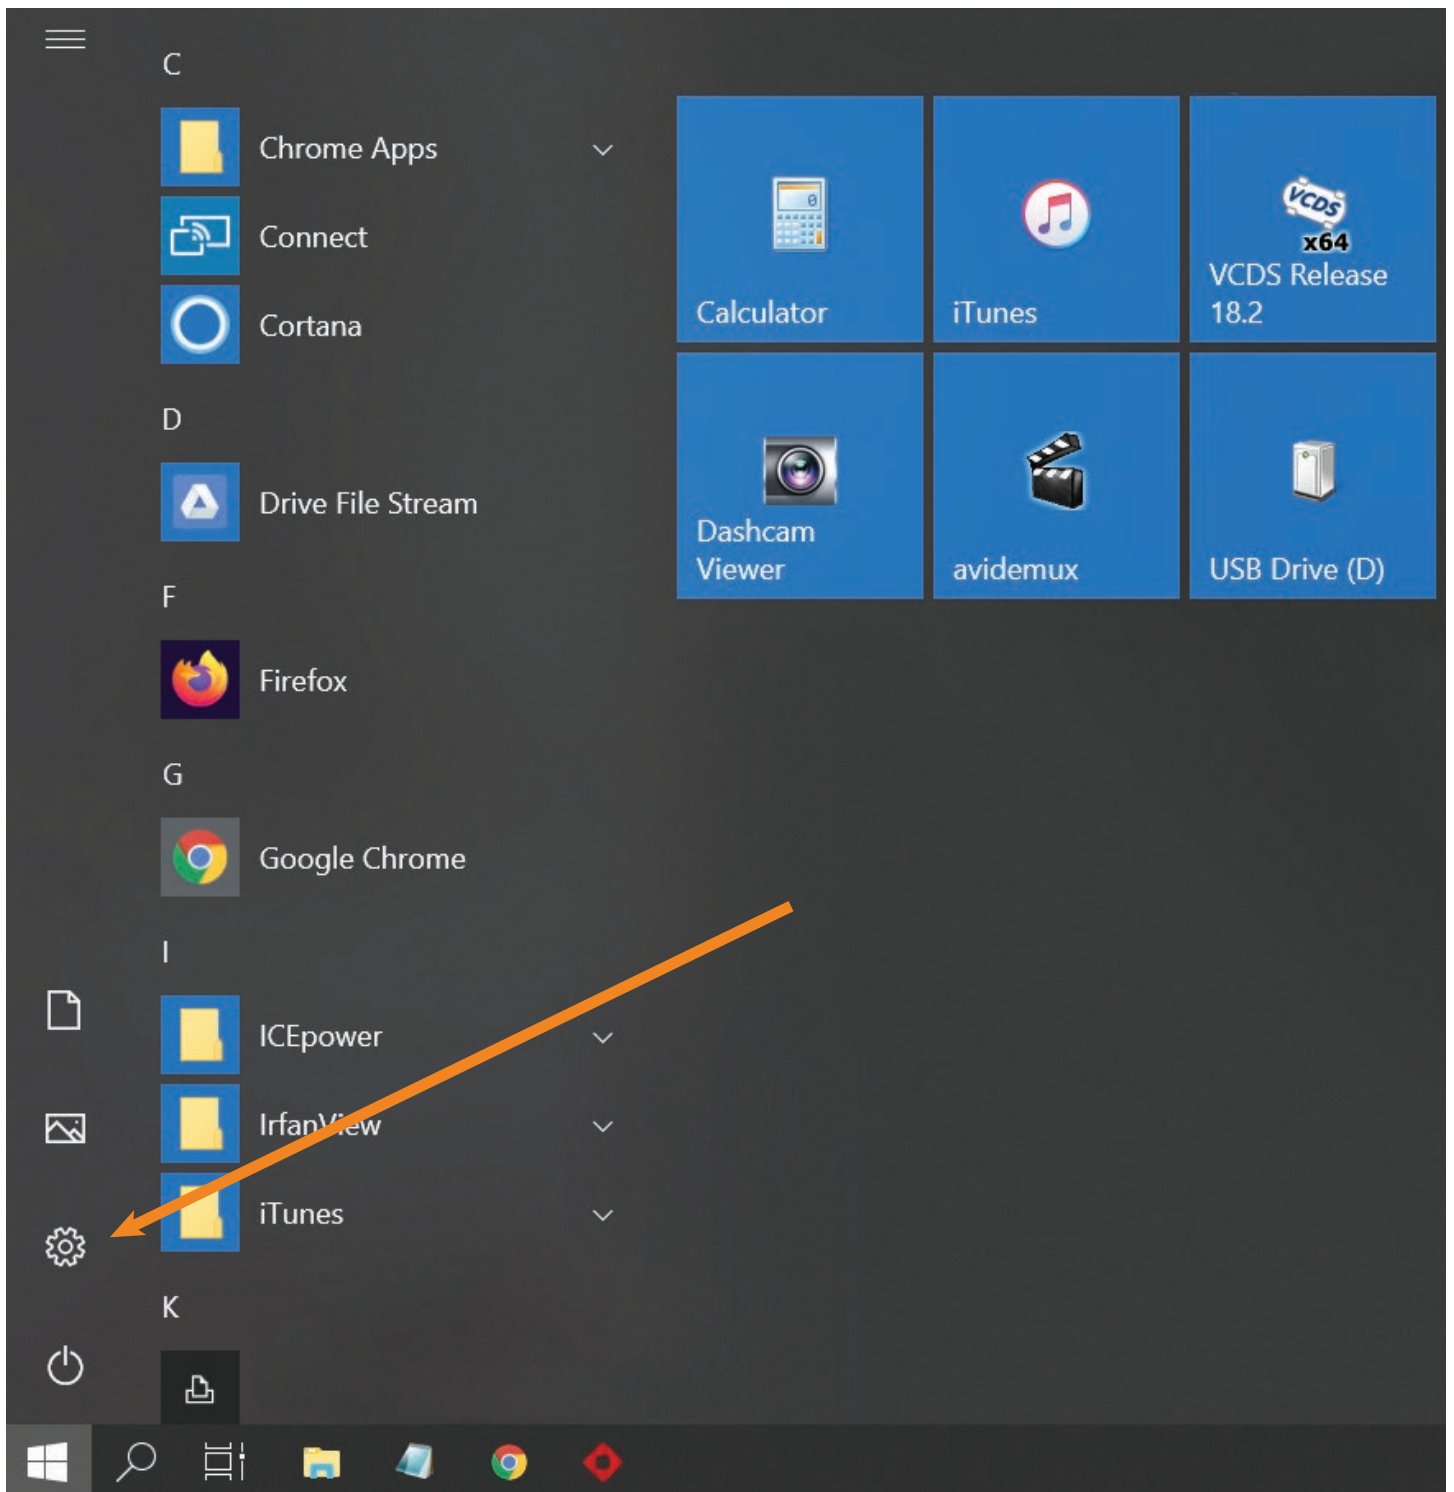 C
Chrome Apps
Connect
Cortana
D
Drive File Stream
F
Firefox
G
Google Chrome
I
ICEpower
IrfanView
iTunes
K
0
Calculator
iTunes
VCDS
x64
VCDS Release
18.2
Dashcam
Viewer
avidemux
USB Drive (D)